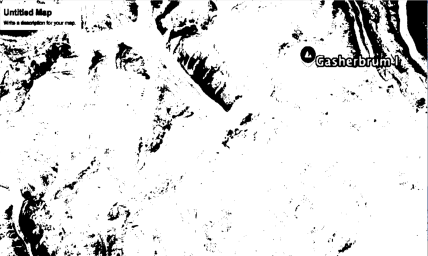 Untitled Map
Write a description for your map.
Gasherbrum I